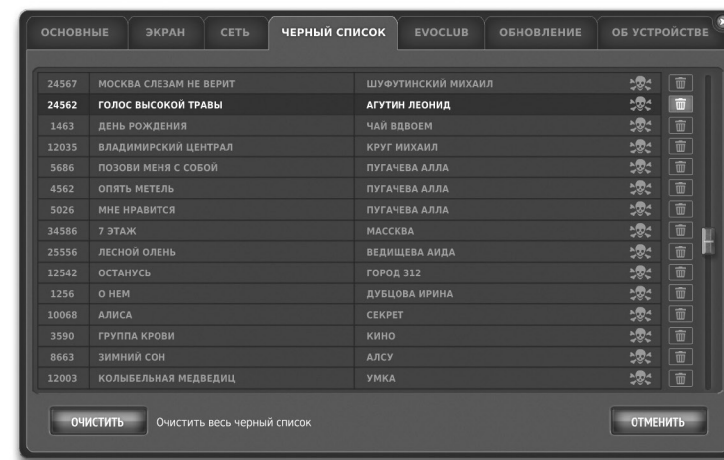 ОСНОВНЫЕ ЭКРАН СЕТЬ ЧЕРНЫЙ СПИСОК EVOCLUB ОБНОВЛЕНИЕ ОБ УСТРОЙСТВЕ
24567 МОСКВА СЛЕЗАМ НЕ ВЕРИТ ШУФУТИНСКИЙ МИХАИЛ
24562 ГОЛОС ВЫСОКОЙ ТРАВЫ АГУТИН ЛЕОНИД
1463 ДЕНЬ РОЖДЕНИЯ ЧАЙ ВДВОЕМ
12035 ВЛАДИМИРСКИЙ ЦЕНТРАЛ КРУГ МИХАИЛ
5686 ПОЗОВИ МЕНЯ С СОБОЙ ПУГАЧЕВА АЛЛА
4562 ОПЯТЬ МЕТЕЛЬ ПУГАЧЕВА АЛЛА
5026 МНЕ НРАВИТСЯ ПУГАЧЕВА АЛЛА
34586 7 ЭТАЖ МАССКВА
25556 ЛЕСНОЙ ОЛЕНЬ ВЕДИЩЕВА АИДА
12542 ОСТАНУСЬ ГОРОД 312
1256 О НЕМ ДУБЦОВА ИРИНА
10068 АЛИСА СЕКРЕТ
3590 ГРУППА КРОВИ КИНО
8663 ЗИМНИЙ СОН АЛСУ
12003 КОЛЫБЕЛЬНАЯ МЕДВЕДИЦ УМКА
ОЧИСТИТЬ Очистить весь черный список ОТМЕНИТЬ